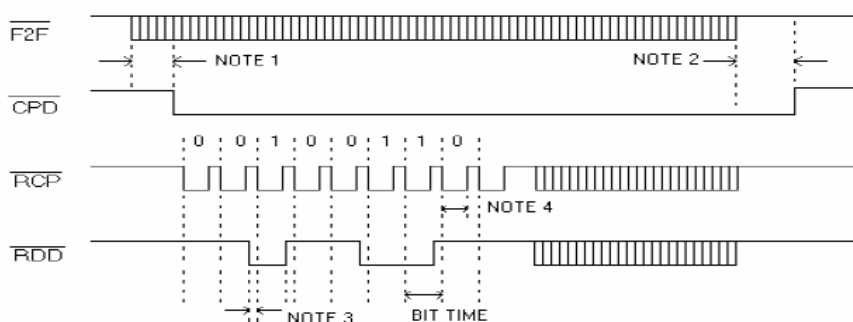 F2F
NOTE 1
NOTE 2
CPD
0 0 1 0 0 1 1 0
RCP
NOTE 4
RDD
NOTE 3
BIT TIME